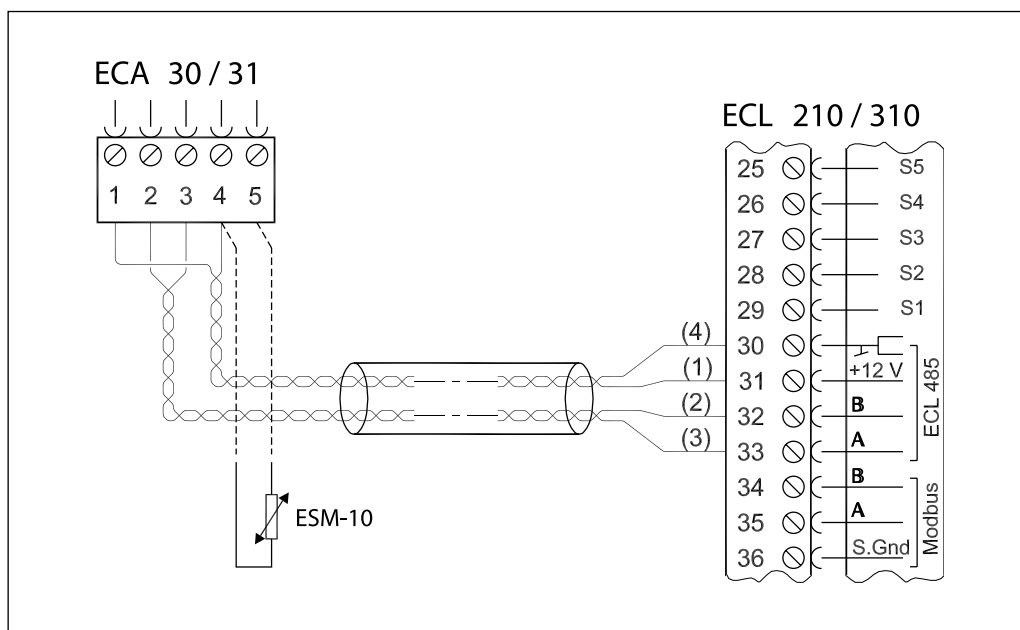 ECA 30 / 31
1 2 3 4 5
ESM-10
ECL 210 / 310
25 S5
26 S4
27 S3
28 S2
29 S1
(4) 30
(1) 31 +12 V
(2) 32 B
(3) 33 A
ECL 485
34 B
35 A
36 S.Gnd
Modbus